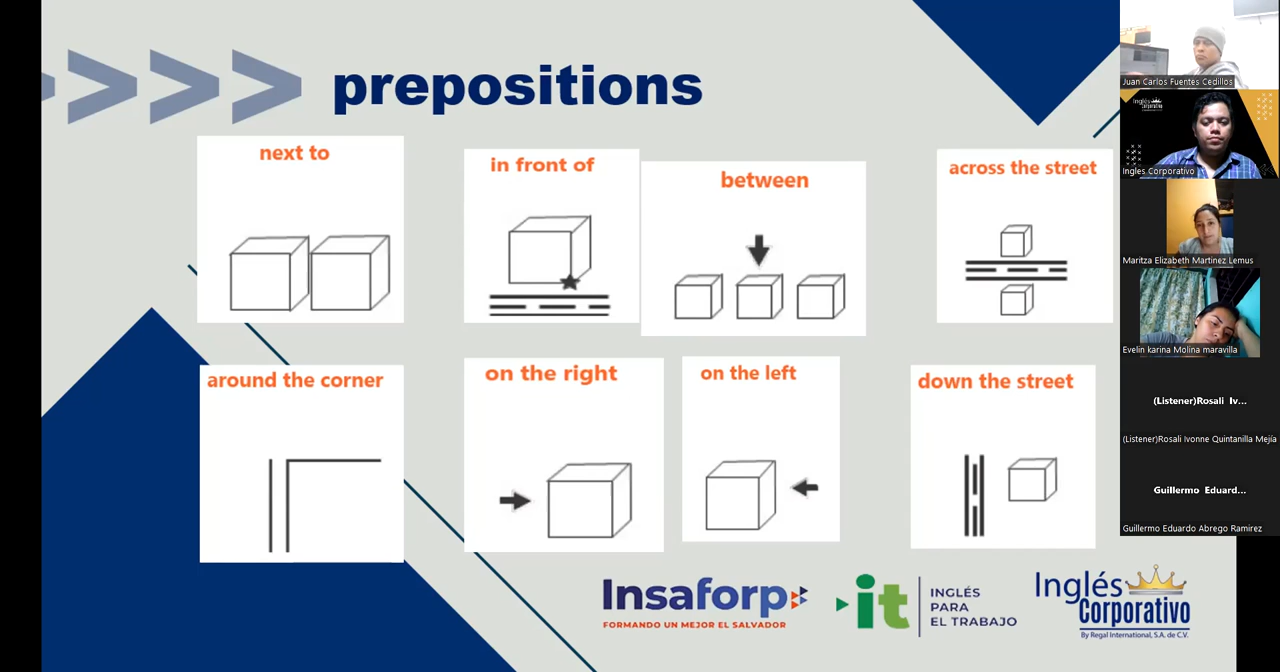 prepositions
next to
in front of
between
across the street
around the corner
on the right
on the left
down the street
Insaforp
FORMANDO UN MEJOR EL SALVADOR
it
INGLÉS
PARA
EL TRABAJO
Inglés
Corporativo
By Regal International, S.A. de C.V.
Juan Carlos Fuentes Cedillos
Inglés
Ingles Corporativo
Maritza Elizabeth Martinez Lemus
Evelin karina Molina maravilla
(Listener)Rosali Iv...
(Listener)Rosali Ivonne Quintanilla Mejía
Guillermo Eduard...
Guillermo Eduardo Abrego Ramirez